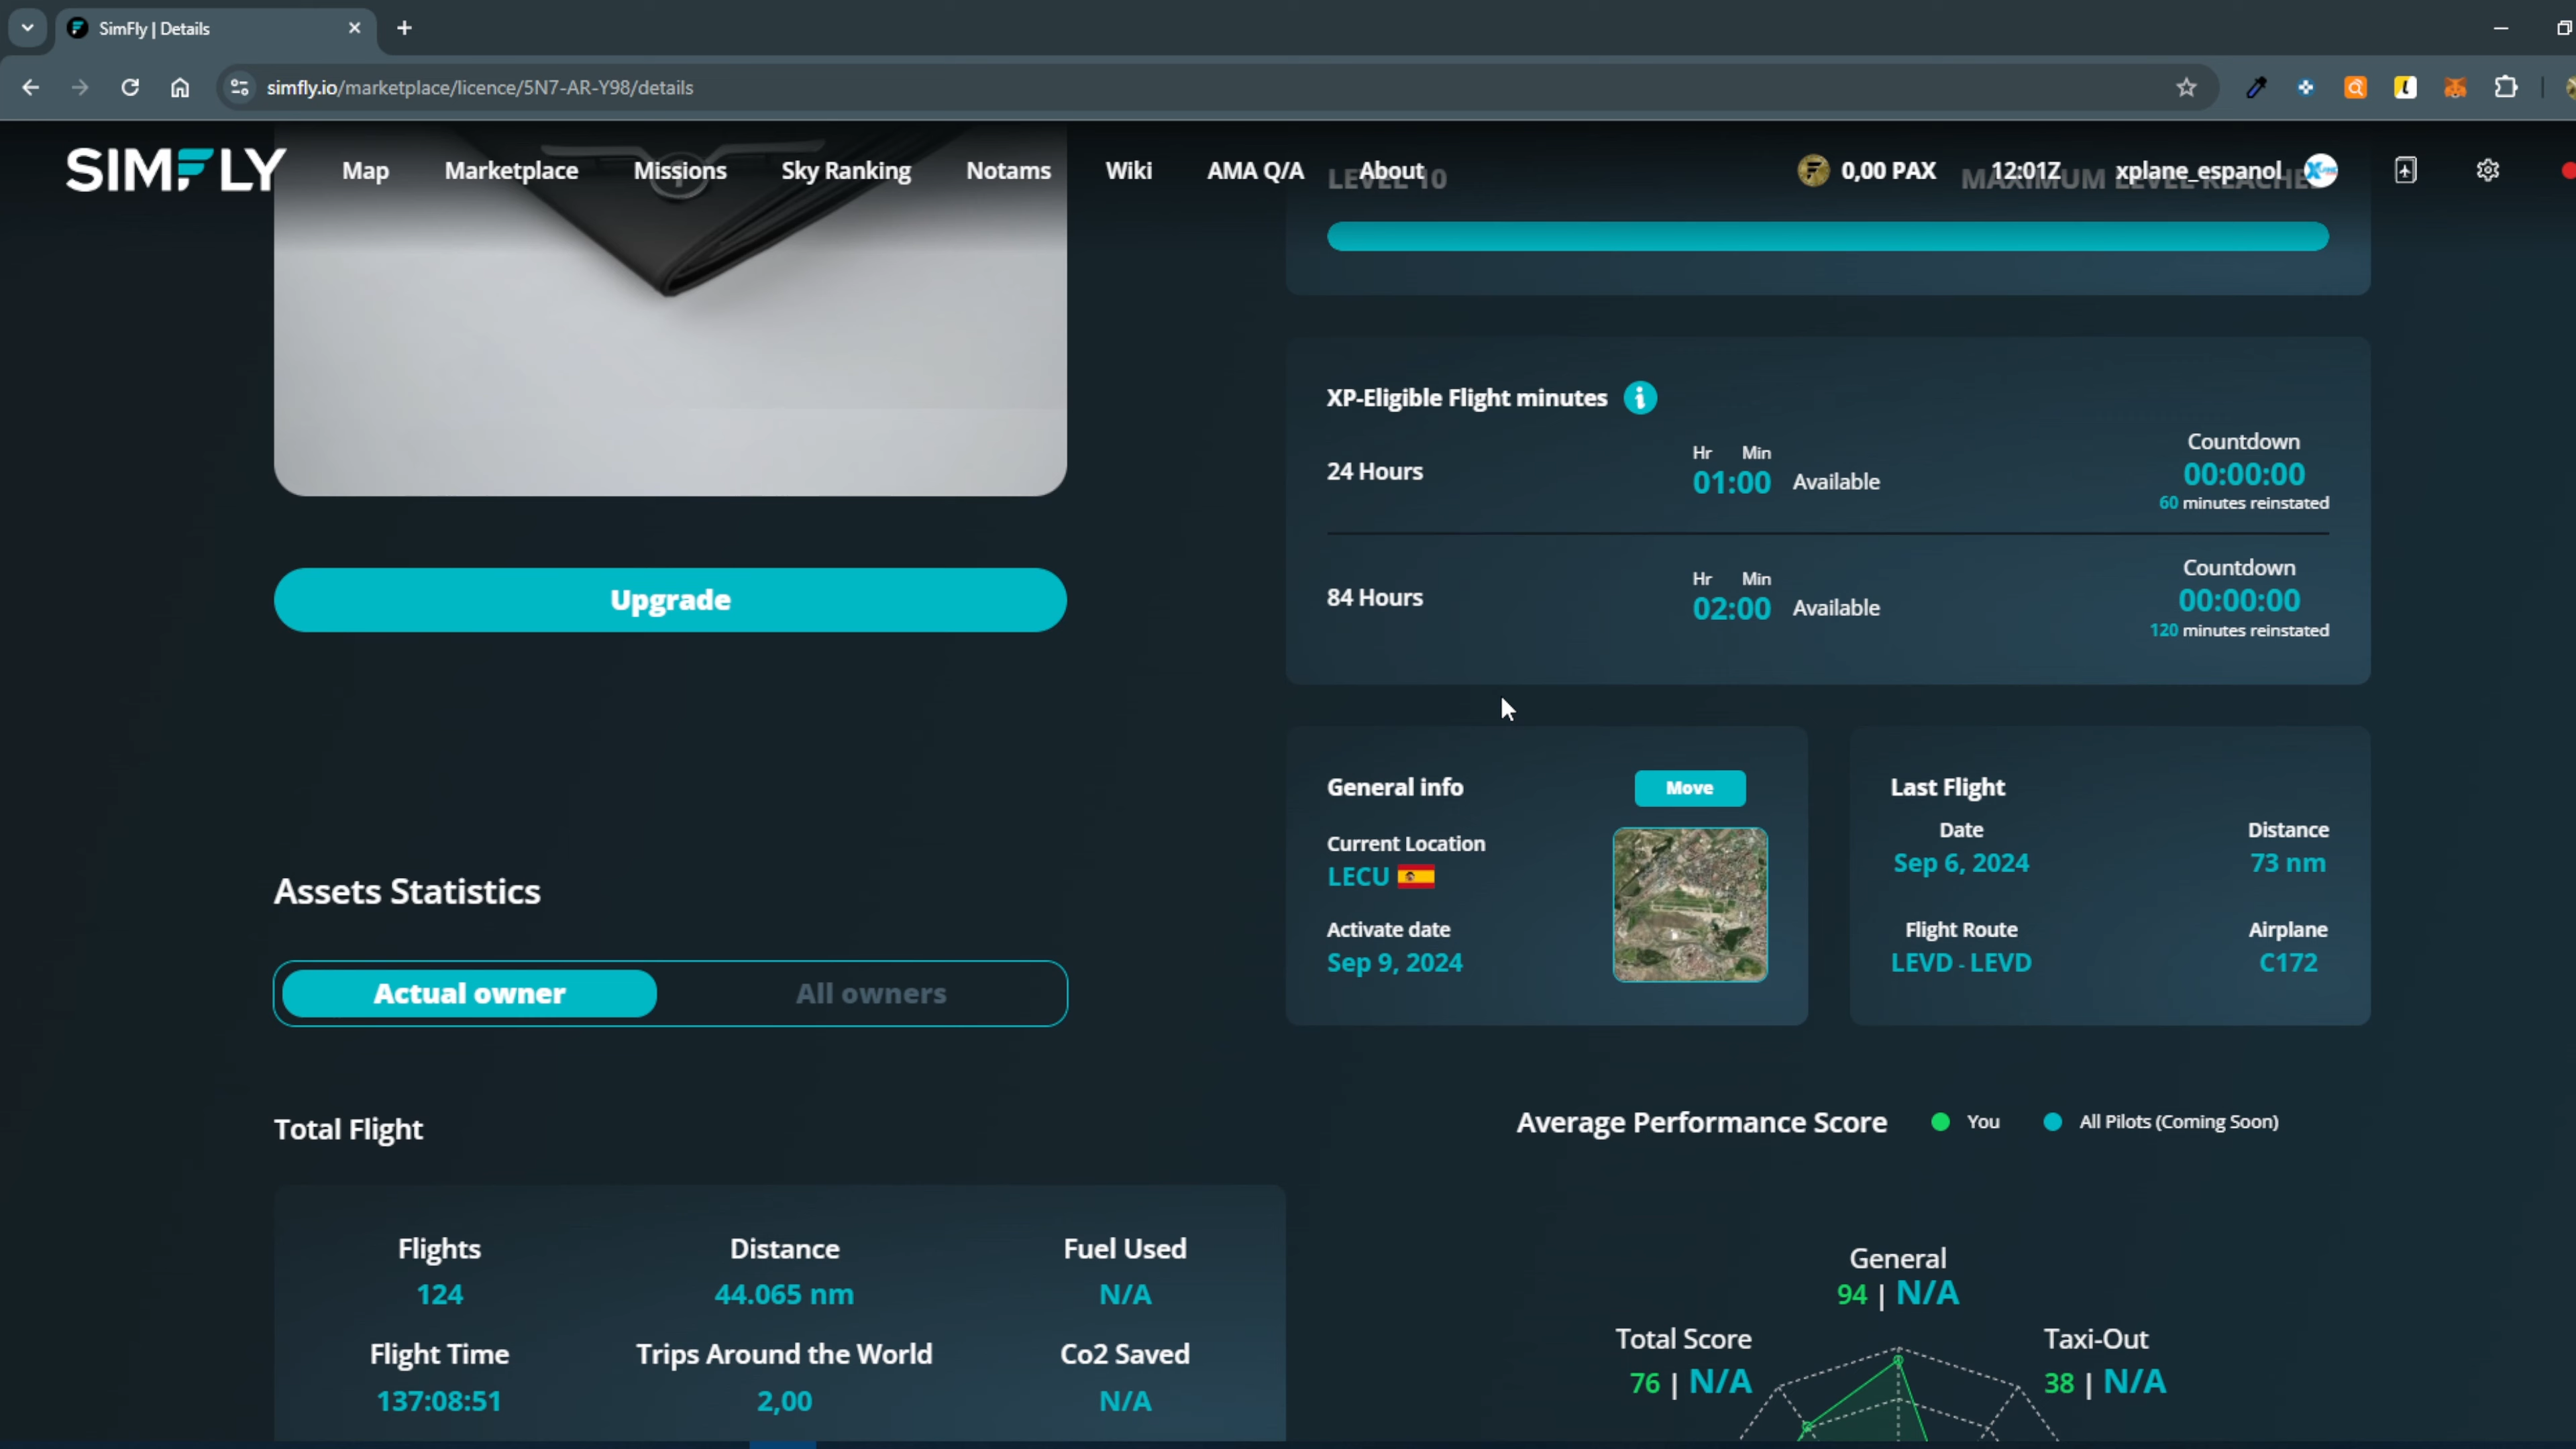 SimFly | Details
simfly.io/marketplace/licence/5N7-AR-Y98/details
SIMFLY
Map Marketplace Missions Sky Ranking Notams Wiki AMA Q/A About
0,00 PAX 12:01Z xplane_espanol
LEVEL 10 MAXIMUM LEVEL REACHED
XP-Eligible Flight minutes
24 Hours
Hr Min
01:00 Available
Countdown
00:00:00
60 minutes reinstated
84 Hours
Hr Min
02:00 Available
Countdown
00:00:00
120 minutes reinstated
Upgrade
General info
Move
Current Location
LECU
Activate date
Sep 9, 2024
Last Flight
Date
Sep 6, 2024
Distance
73 nm
Flight Route
LEVD - LEVD
Airplane
C172
Assets Statistics
Actual owner All owners
Total Flight
Flights
124
Distance
44.065 nm
Fuel Used
N/A
Flight Time
137:08:51
Trips Around the World
2,00
Co2 Saved
N/A
Average Performance Score
You
All Pilots (Coming Soon)
General
94 | N/A
Total Score
76 | N/A
Taxi-Out
38 | N/A